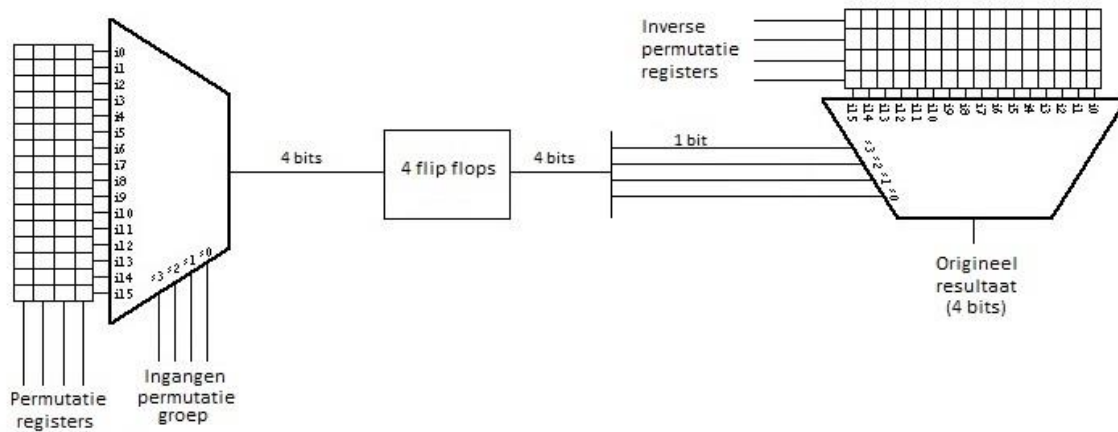 Inverse
permutatie
registers
i15 i14 i13 i12 i11 i10 i9 i8 i7 i6 i5 i4 i3 i2 i1 i0
s3 s2 s1 s0
i0
i1
i2
i3
i4
i5
i6
i7
i8
i9
i10
i11
i12
i13
i14
i15
s3 s2 s1 s0
4 bits
4 flip flops
4 bits
1 bit
Origineel
resultaat
(4 bits)
Permutatie
registers
Ingangen
permutatie
groep